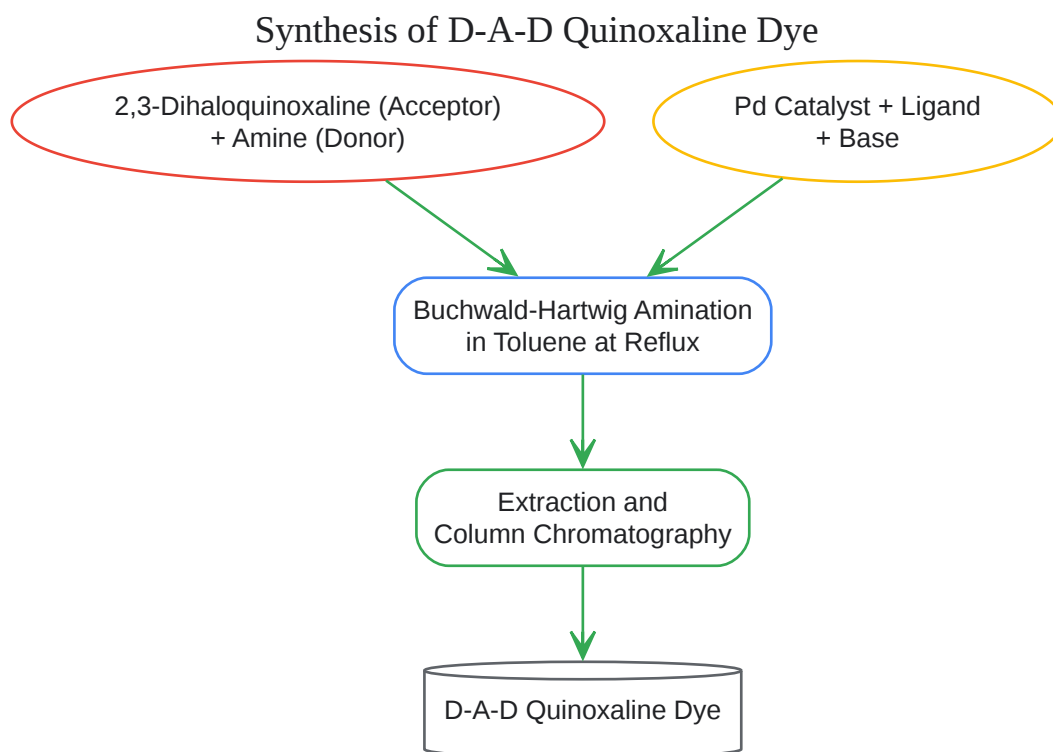 Synthesis of D-A-D Quinoxaline Dye
2,3-Dihaloquinoxaline (Acceptor)
+ Amine (Donor)
Pd Catalyst + Ligand
+ Base
Buchwald-Hartwig Amination
in Toluene at Reflux
Extraction and
Column Chromatography
D-A-D Quinoxaline Dye